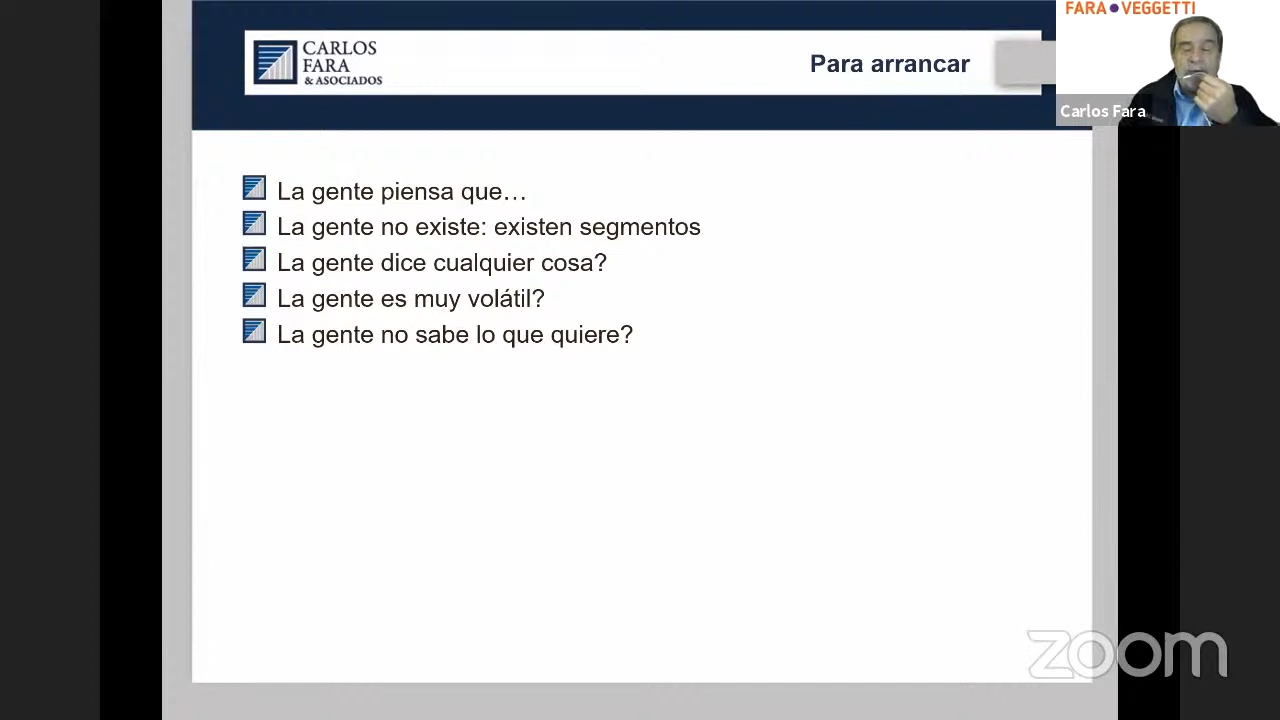 FARA VEGGETTI
CARLOS
FARA
& ASOCIADOS
Para arrancar
Carlos Fara
La gente piensa que…
La gente no existe: existen segmentos
La gente dice cualquier cosa?
La gente es muy volátil?
La gente no sabe lo que quiere?
zoom